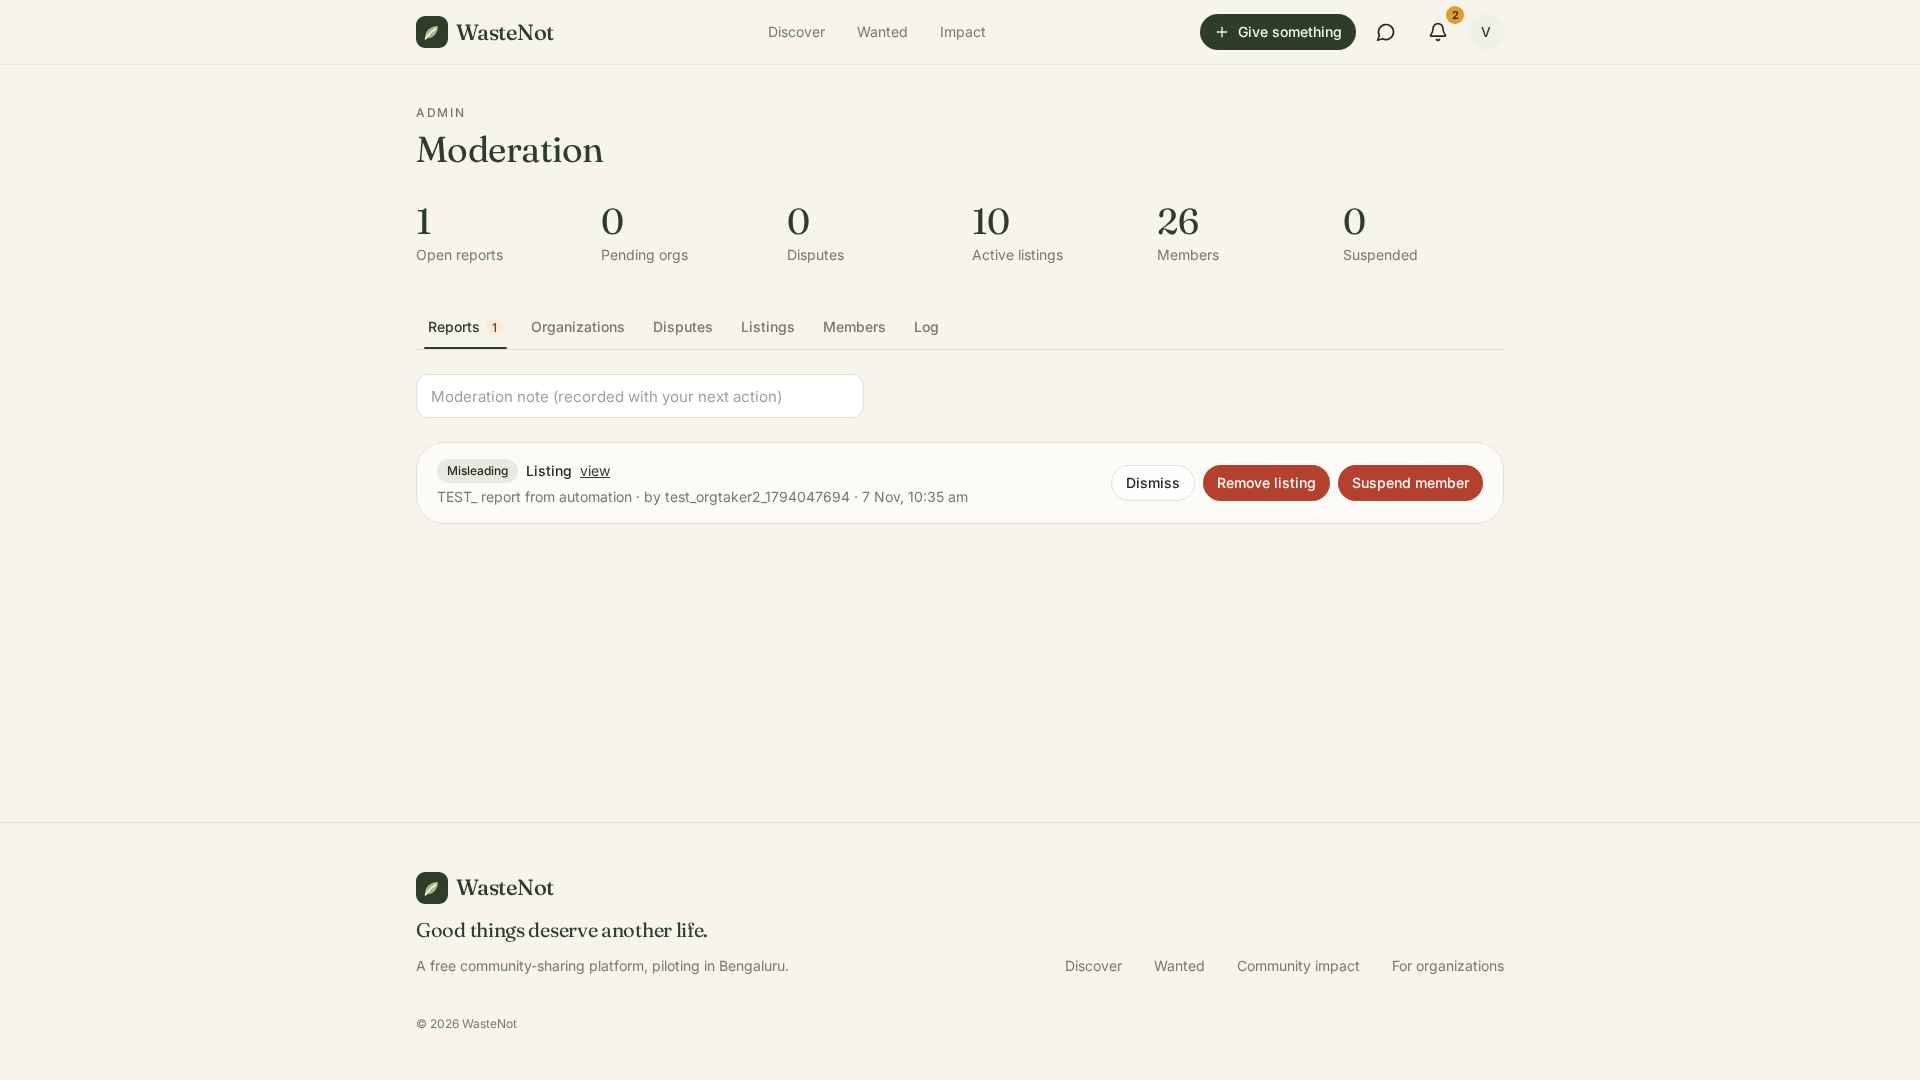 WasteNot
Discover Wanted Impact
Give something
2
V
ADMIN
Moderation
1 0 0 10 26 0
Open reports Pending orgs Disputes Active listings Members Suspended
Reports 1 Organizations Disputes Listings Members Log
Moderation note (recorded with your next action)
Misleading Listing view
TEST_ report from automation · by test_orgtaker2_1794047694 · 7 Nov, 10:35 am
Dismiss Remove listing Suspend member
WasteNot
Good things deserve another life.
A free community-sharing platform, piloting in Bengaluru.
Discover Wanted Community impact For organizations
© 2026 WasteNot